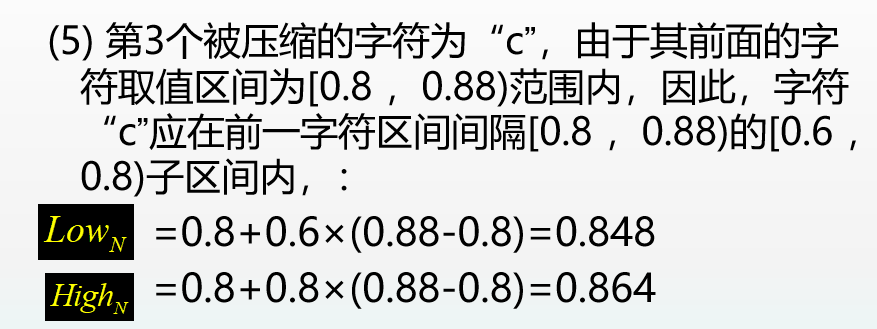 (5) 第3个被压缩的字符为“c”，由于其前面的字
符取值区间为[0.8 ，0.88)范围内，因此，字符
“c”应在前一字符区间间隔[0.8 ，0.88)的[0.6 ，
0.8)子区间内，:
Low_N =0.8+0.6×(0.88-0.8)=0.848
High_N =0.8+0.8×(0.88-0.8)=0.864